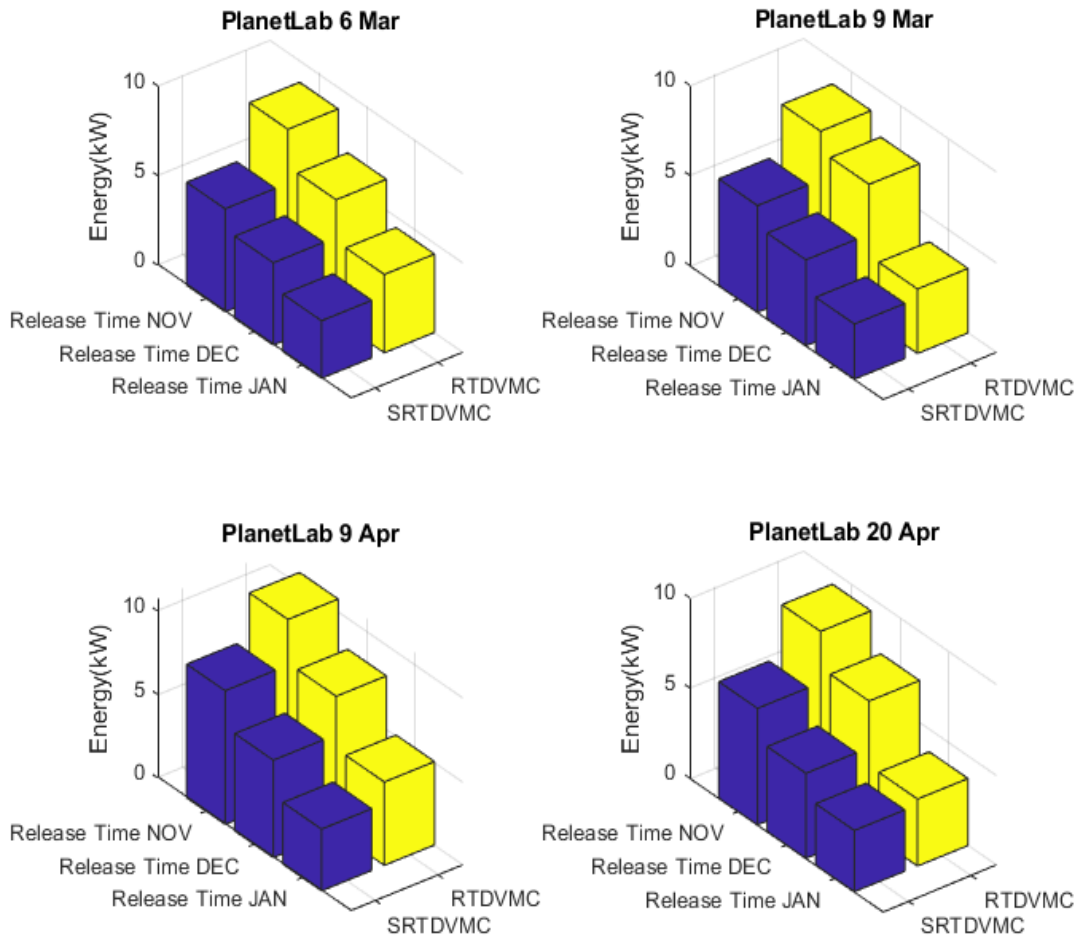 PlanetLab 6 Mar
10
5
0
Energy(kW)
Release Time NOV
Release Time DEC
Release Time JAN
RTDVMC
SRTDVMC
PlanetLab 9 Mar
10
5
0
Energy(kW)
Release Time NOV
Release Time DEC
Release Time JAN
RTDVMC
SRTDVMC
PlanetLab 9 Apr
10
5
0
Energy(kW)
Release Time NOV
Release Time DEC
Release Time JAN
RTDVMC
SRTDVMC
PlanetLab 20 Apr
10
5
0
Energy(kW)
Release Time NOV
Release Time DEC
Release Time JAN
RTDVMC
SRTDVMC